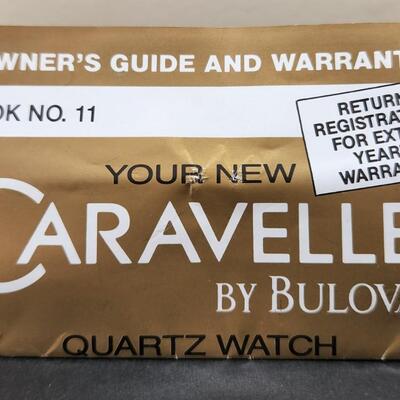 WNER'S GUIDE AND WARRANT
OK NO. 11
RETURN
REGISTRAT
FOR EXT
YEAR
WARRA
YOUR NEW
CARAVELLE
BY BULOVA
QUARTZ WATCH